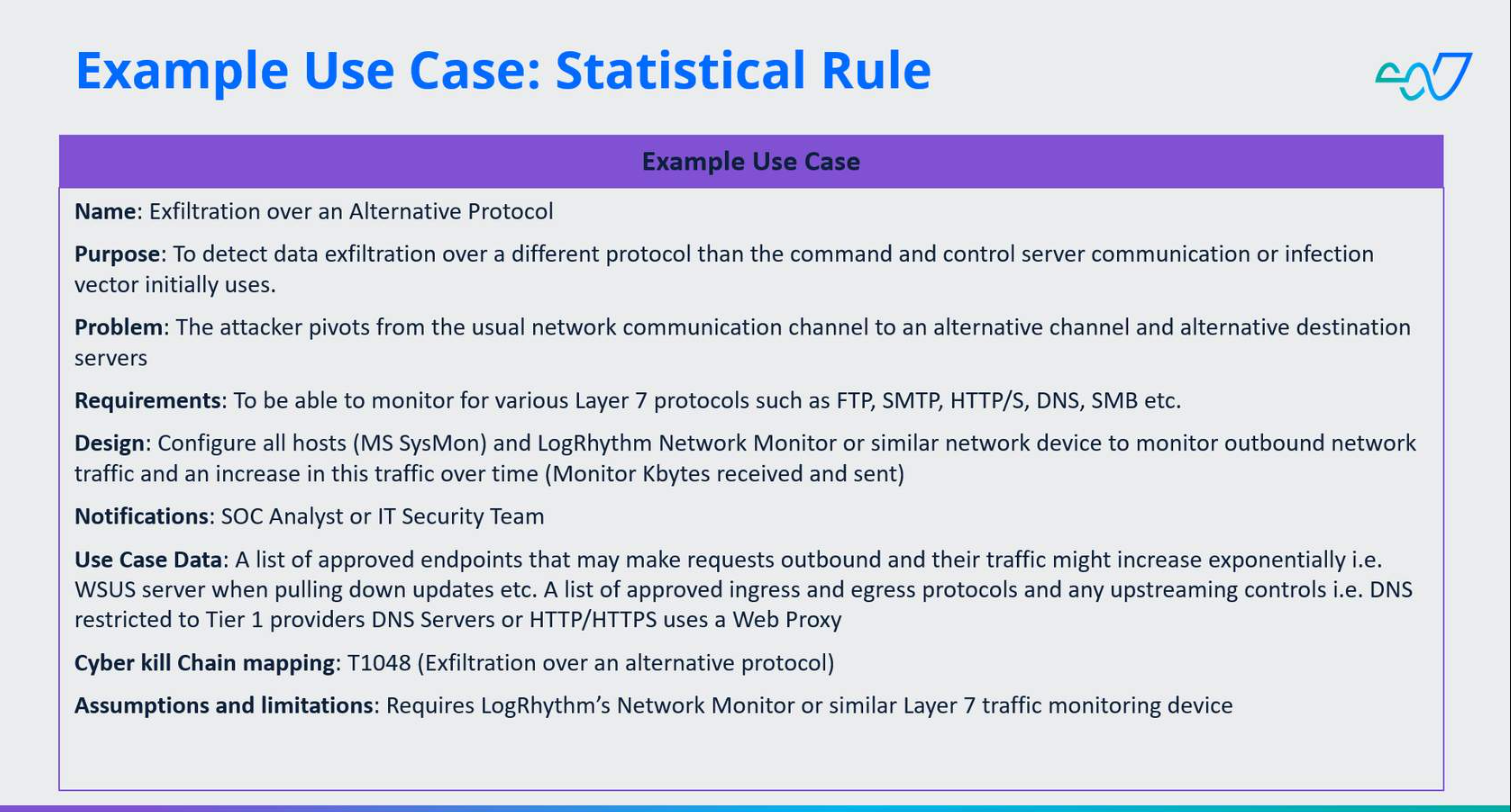 Example Use Case: Statistical Rule
Example Use Case
Name: Exfiltration over an Alternative Protocol
Purpose: To detect data exfiltration over a different protocol than the command and control server communication or infection
vector initially uses.
Problem: The attacker pivots from the usual network communication channel to an alternative channel and alternative destination
servers
Requirements: To be able to monitor for various Layer 7 protocols such as FTP, SMTP, HTTP/S, DNS, SMB etc.
Design: Configure all hosts (MS SysMon) and LogRhythm Network Monitor or similar network device to monitor outbound network
traffic and an increase in this traffic over time (Monitor Kbytes received and sent)
Notifications: SOC Analyst or IT Security Team
Use Case Data: A list of approved endpoints that may make requests outbound and their traffic might increase exponentially i.e.
WSUS server when pulling down updates etc. A list of approved ingress and egress protocols and any upstreaming controls i.e. DNS
restricted to Tier 1 providers DNS Servers or HTTP/HTTPS uses a Web Proxy
Cyber kill Chain mapping: T1048 (Exfiltration over an alternative protocol)
Assumptions and limitations: Requires LogRhythm’s Network Monitor or similar Layer 7 traffic monitoring device